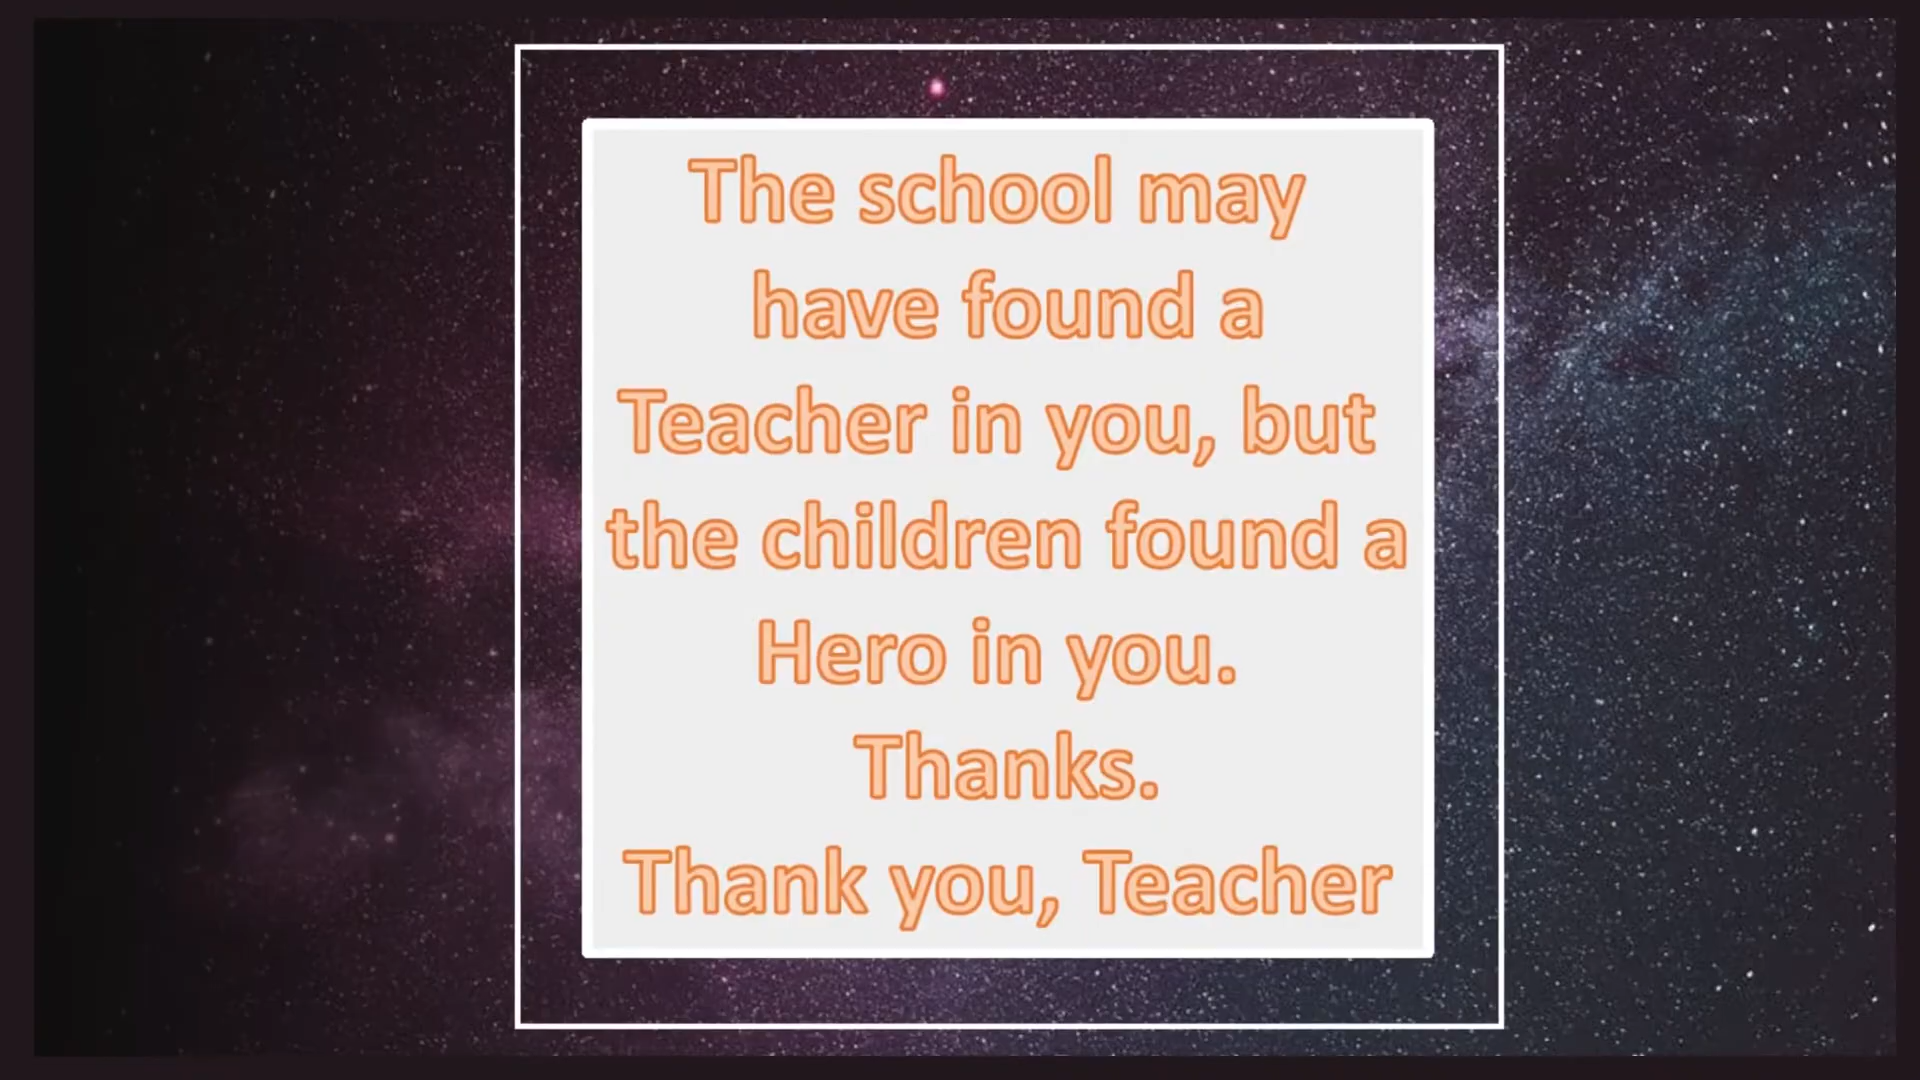 The school may
have found a
Teacher in you, but
the children found a
Hero in you.
Thanks.
Thank you, Teacher